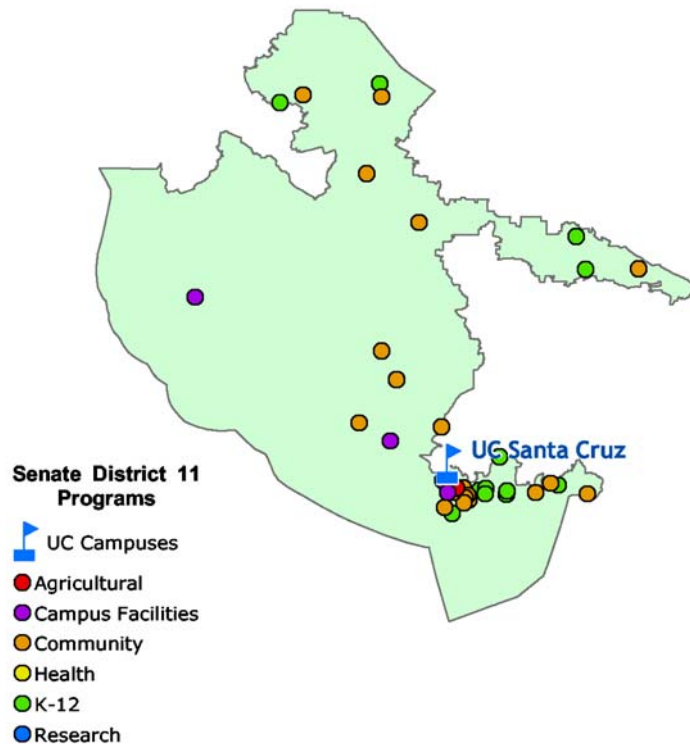 UC Santa Cruz
Senate District 11
Programs
UC Campuses
Agricultural
Campus Facilities
Community
Health
K-12
Research